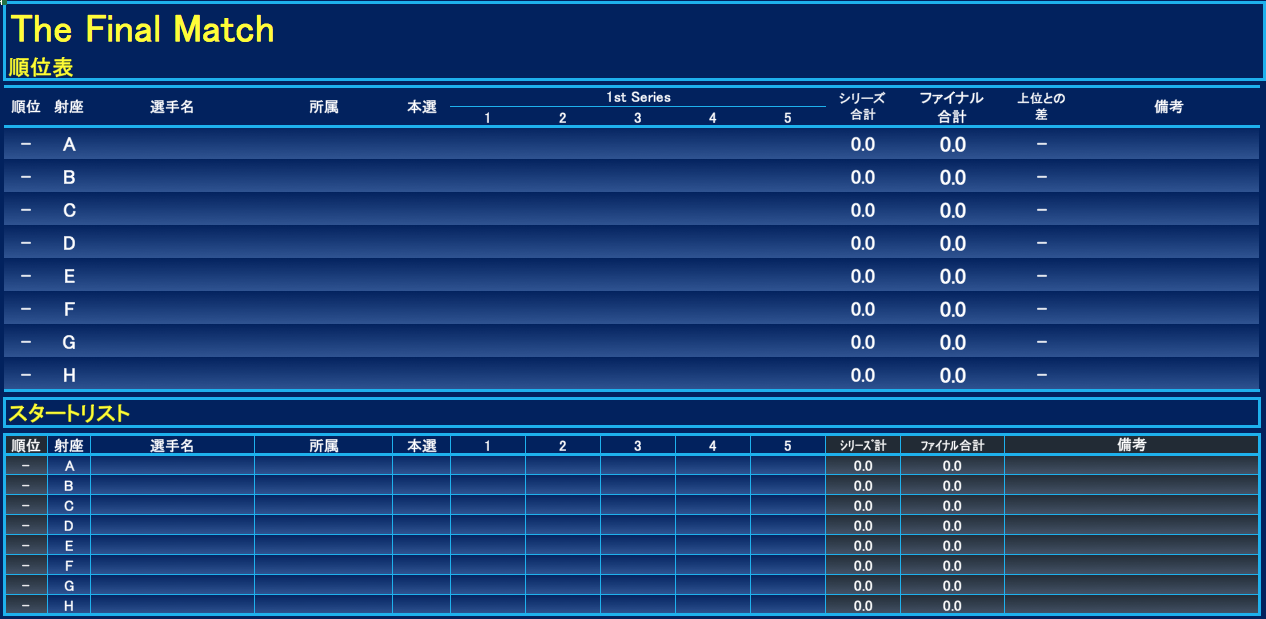 The Final Match
順位表
順位 射座 選手名 所属 本選 1st Series シリーズ合計 ファイナル合計 上位との差 備考
1 2 3 4 5
− A 0.0 0.0 −
− B 0.0 0.0 −
− C 0.0 0.0 −
− D 0.0 0.0 −
− E 0.0 0.0 −
− F 0.0 0.0 −
− G 0.0 0.0 −
− H 0.0 0.0 −
スタートリスト
順位 射座 選手名 所属 本選 1 2 3 4 5 ｼﾘｰｽﾞ計 ﾌｧｲﾅﾙ合計 備考
− A 0.0 0.0
− B 0.0 0.0
− C 0.0 0.0
− D 0.0 0.0
− E 0.0 0.0
− F 0.0 0.0
− G 0.0 0.0
− H 0.0 0.0